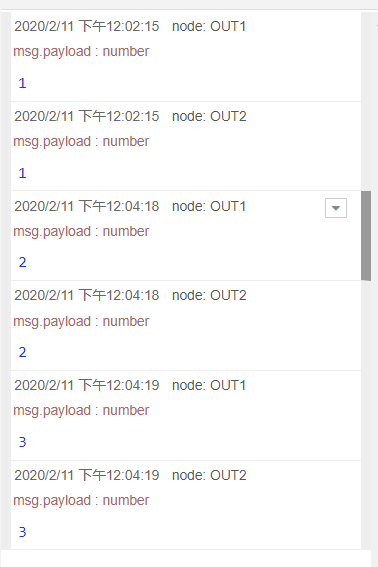 2020/2/11 下午12:02:15 node: OUT1
msg.payload : number
1
2020/2/11 下午12:02:15 node: OUT2
msg.payload : number
1
2020/2/11 下午12:04:18 node: OUT1
msg.payload : number
2
2020/2/11 下午12:04:18 node: OUT2
msg.payload : number
2
2020/2/11 下午12:04:19 node: OUT1
msg.payload : number
3
2020/2/11 下午12:04:19 node: OUT2
msg.payload : number
3